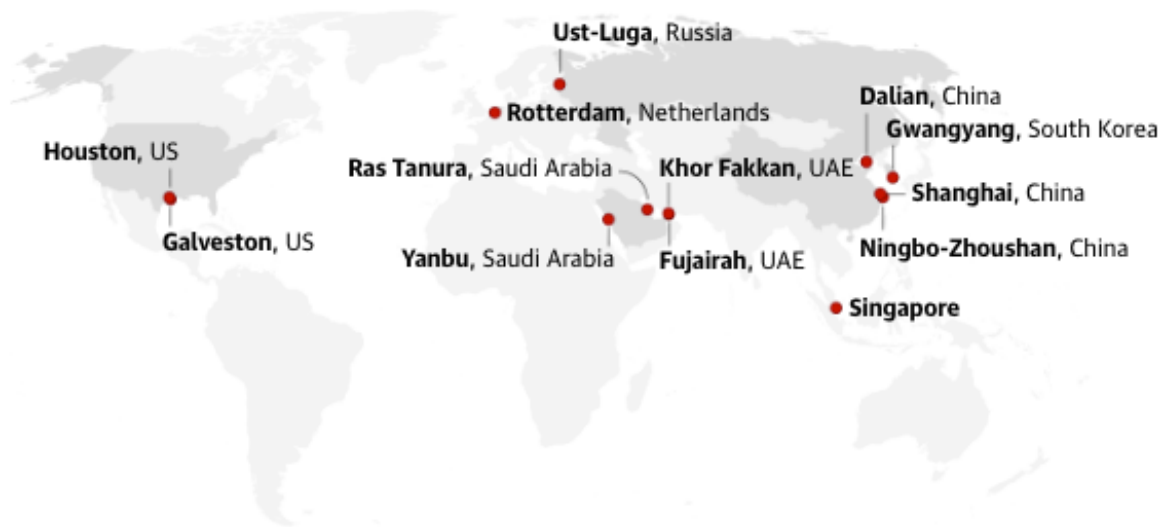 Ust-Luga, Russia
Rotterdam, Netherlands
Dalian, China
Gwangyang, South Korea
Houston, US
Ras Tanura, Saudi Arabia
Khor Fakkan, UAE
Shanghai, China
Galveston, US
Yanbu, Saudi Arabia
Fujairah, UAE
Ningbo-Zhoushan, China
Singapore